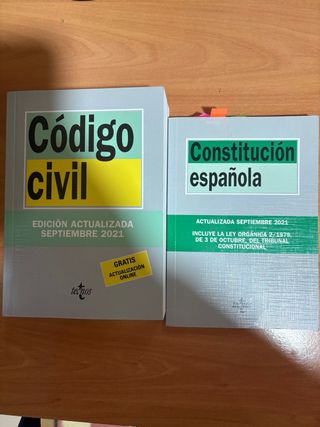 Código
civil
EDICIÓN ACTUALIZADA
SEPTIEMBRE 2021
GRATIS
ACTUALIZACIÓN
ONLINE
tecnos
Constitución
española
ACTUALIZADA SEPTIEMBRE 2021
INCLUYE LA LEY ORGÁNICA 2/1979,
DE 3 DE OCTUBRE, DEL TRIBUNAL
CONSTITUCIONAL
tecnos